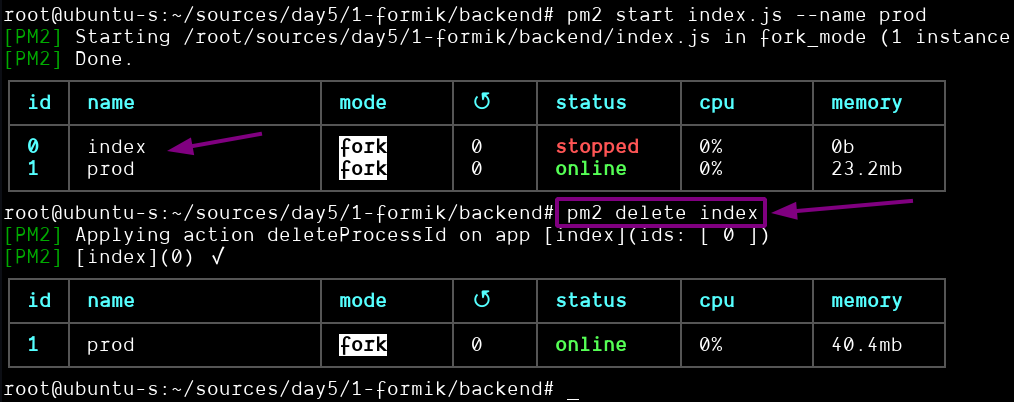 root@ubuntu-s:~/sources/day5/1-formik/backend# pm2 start index.js --name prod
[PM2] Starting /root/sources/day5/1-formik/backend/index.js in fork_mode (1 instance
[PM2] Done.
id name mode ↺ status cpu memory
0 index fork 0 stopped 0% 0b
1 prod fork 0 online 0% 23.2mb
root@ubuntu-s:~/sources/day5/1-formik/backend# pm2 delete index
[PM2] Applying action deleteProcessId on app [index](ids: [ 0 ])
[PM2] [index](0) ✓
id name mode ↺ status cpu memory
1 prod fork 0 online 0% 40.4mb
root@ubuntu-s:~/sources/day5/1-formik/backend# _